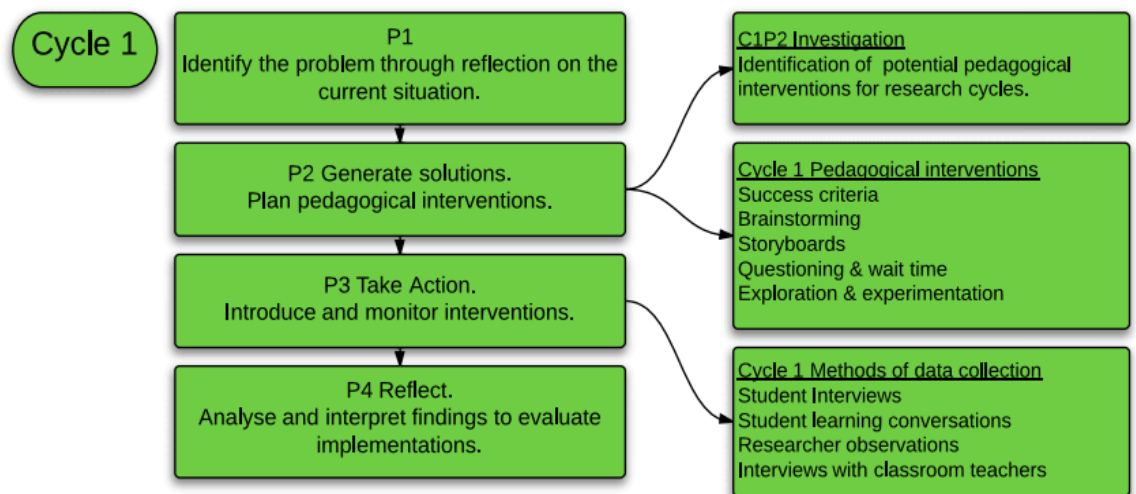 Cycle 1
P1
Identify the problem through reflection on the
current situation.
P2 Generate solutions.
Plan pedagogical interventions.
P3 Take Action.
Introduce and monitor interventions.
P4 Reflect.
Analyse and interpret findings to evaluate
implementations.
C1P2 Investigation
Identification of potential pedagogical
interventions for research cycles.
Cycle 1 Pedagogical interventions
Success criteria
Brainstorming
Storyboards
Questioning & wait time
Exploration & experimentation
Cycle 1 Methods of data collection
Student Interviews
Student learning conversations
Researcher observations
Interviews with classroom teachers